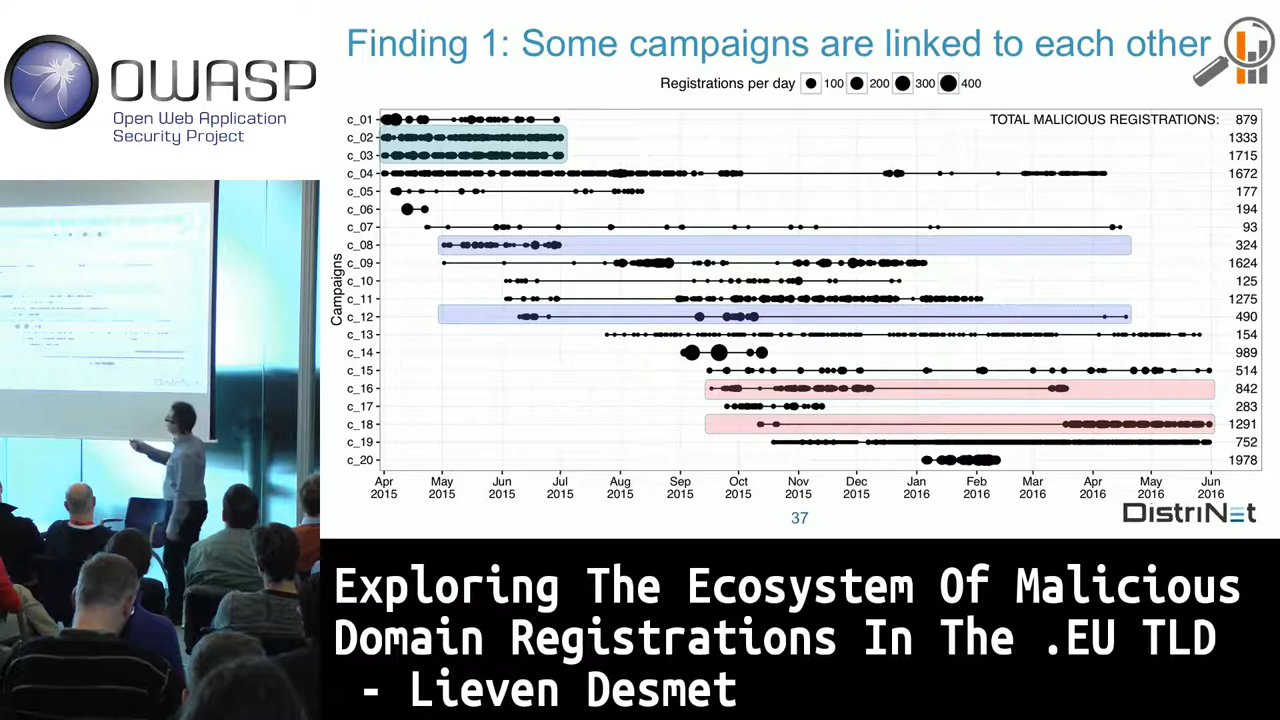 OWASP
Open Web Application
Security Project
Finding 1: Some campaigns are linked to each other
Registrations per day 100 200 300 400
TOTAL MALICIOUS REGISTRATIONS:
Campaigns
c_01 879
c_02 1333
c_03 1715
c_04 1672
c_05 177
c_06 194
c_07 93
c_08 324
c_09 1624
c_10 125
c_11 1275
c_12 490
c_13 154
c_14 989
c_15 514
c_16 842
c_17 283
c_18 1291
c_19 752
c_20 1978
Apr May Jun Jul Aug Sep Oct Nov Dec Jan Feb Mar Apr May Jun
2015 2015 2015 2015 2015 2015 2015 2015 2015 2016 2016 2016 2016 2016 2016
37
DistriNet
Exploring The Ecosystem Of Malicious
Domain Registrations In The .EU TLD
- Lieven Desmet